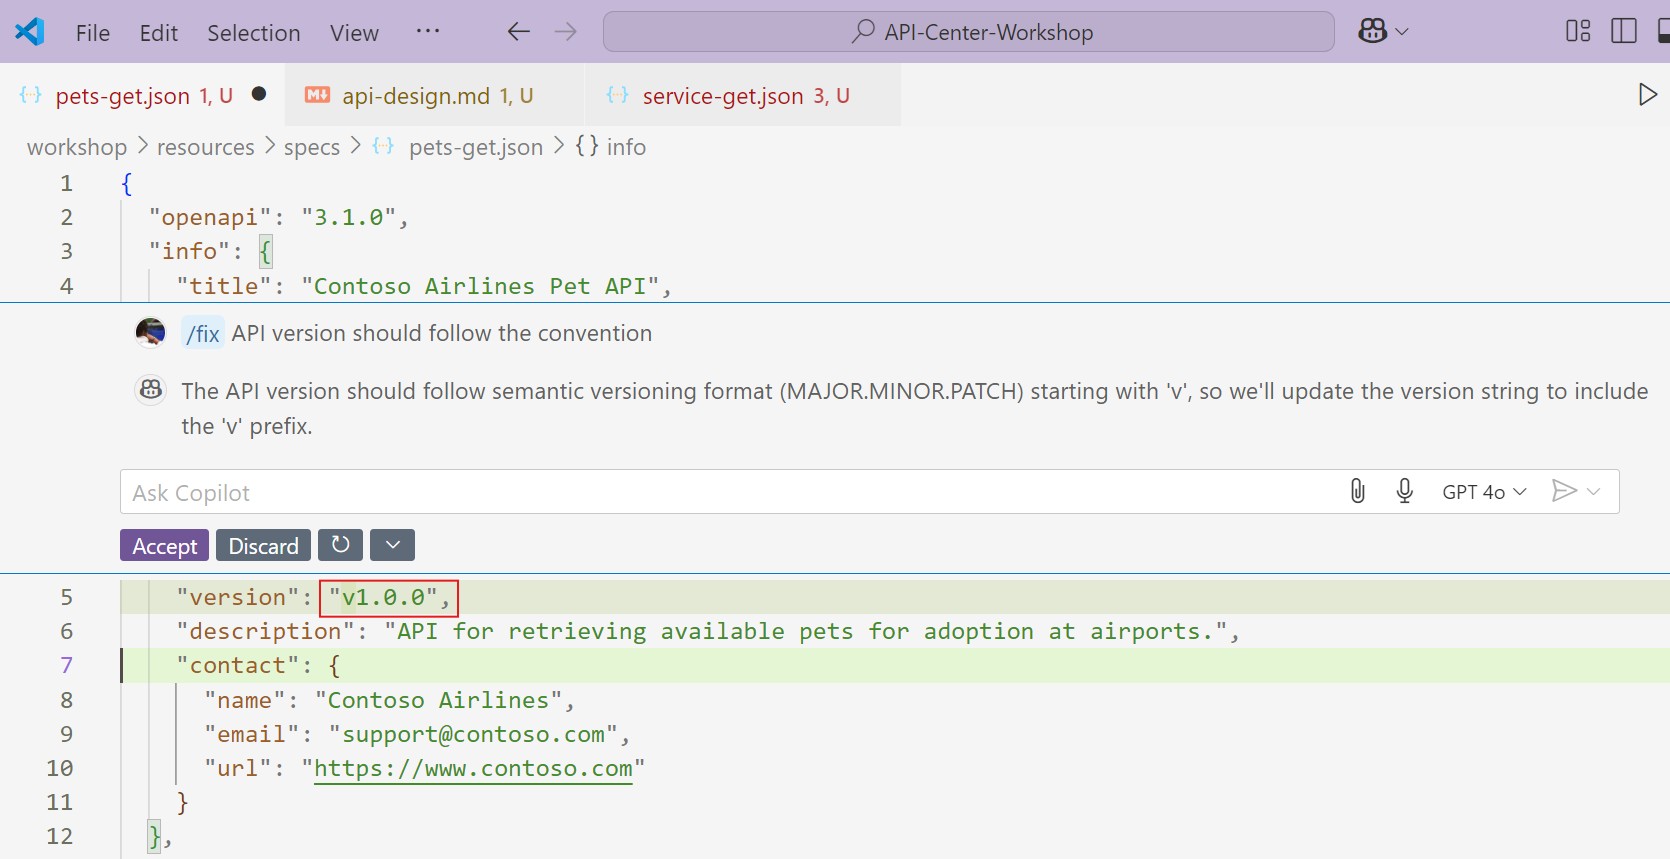 File Edit Selection View ··· API-Center-Workshop
pets-get.json 1, U api-design.md 1, U service-get.json 3, U
workshop > resources > specs > {··} pets-get.json > {} info
1 {
2 "openapi": "3.1.0",
3 "info": {
4 "title": "Contoso Airlines Pet API",
/fix API version should follow the convention
The API version should follow semantic versioning format (MAJOR.MINOR.PATCH) starting with 'v', so we'll update the version string to include
the 'v' prefix.
Ask Copilot GPT 4o
Accept Discard
5 "version": "v1.0.0",
6 "description": "API for retrieving available pets for adoption at airports.",
7 "contact": {
8 "name": "Contoso Airlines",
9 "email": "support@contoso.com",
10 "url": "https://www.contoso.com"
11 }
12 },